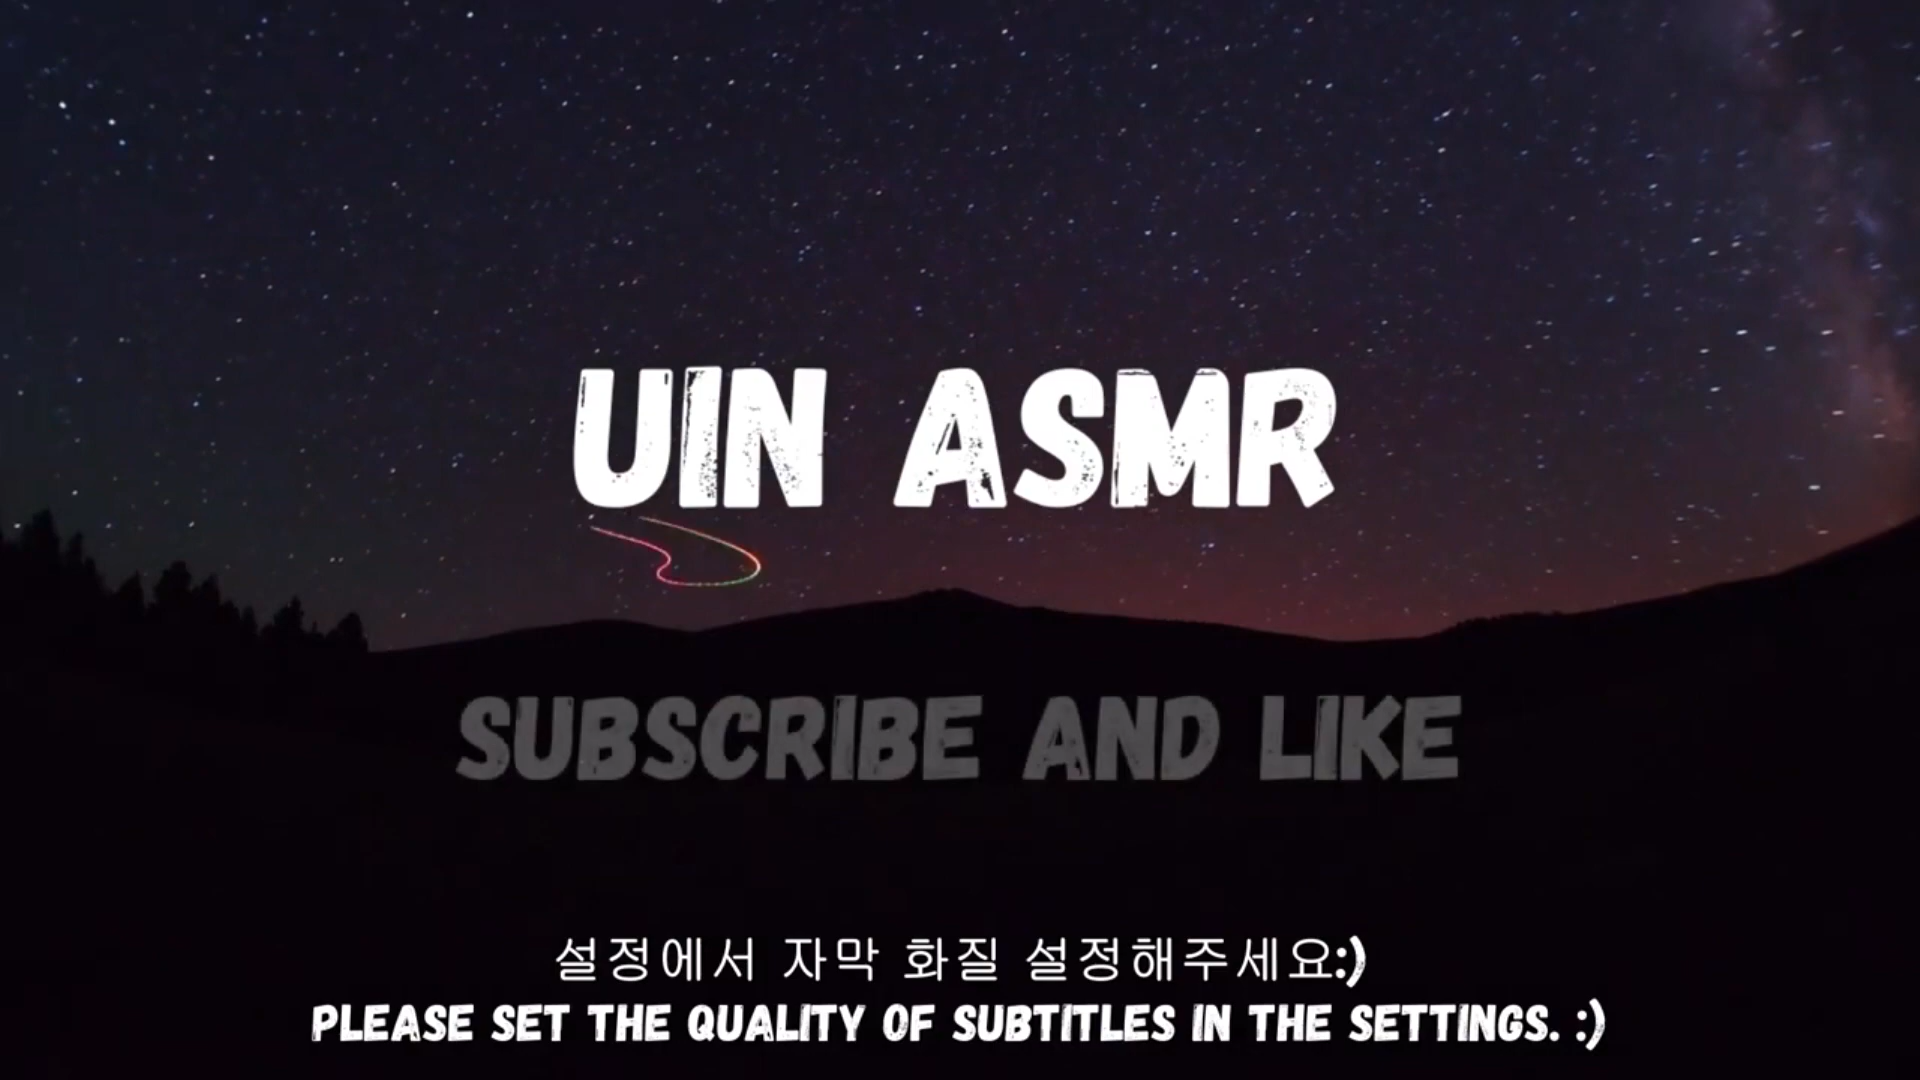 UIN ASMR
SUBSCRIBE AND LIKE
설정에서 자막 화질 설정해주세요:)
PLEASE SET THE QUALITY OF SUBTITLES IN THE SETTINGS. :)